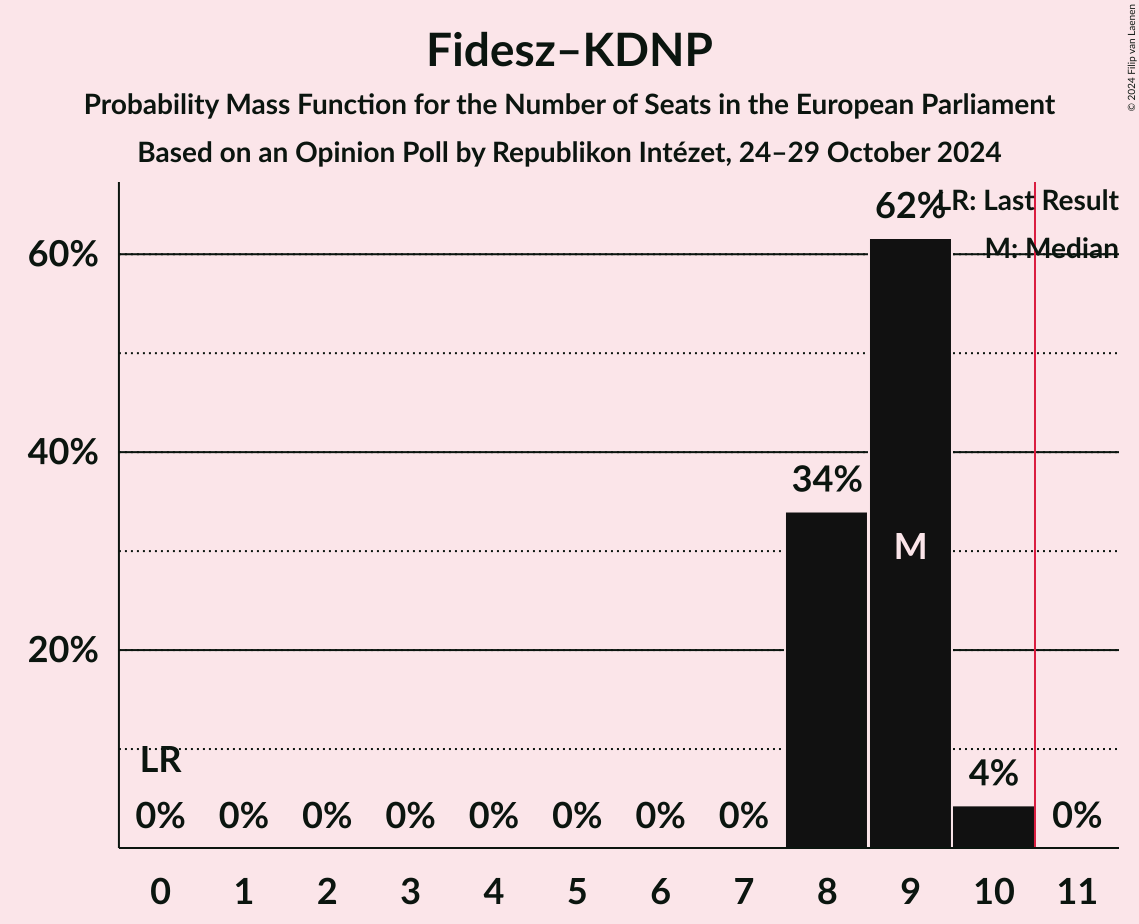 Fidesz–KDNP
Probability Mass Function for the Number of Seats in the European Parliament
Based on an Opinion Poll by Republikon Intézet, 24–29 October 2024
© 2024 Filip van Laenen
LR: Last Result
M: Median
60%
40%
20%
62%
34%
M
LR
4%
0% 0% 0% 0% 0% 0% 0% 0% 0%
0 1 2 3 4 5 6 7 8 9 10 11